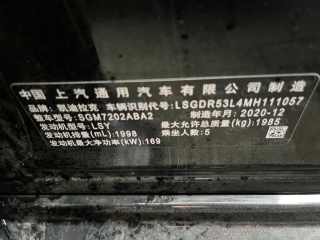 中国 上汽通用汽车有限公司制造
品牌：凯迪拉克 车辆识别代号：LSGDR53L4MH111057
整车型号：SGM7202ABA2 制造年月：2020-12
发动机型号：LSY 最大允许总质量(kg)：1985
发动机排量(mL)：1998 乘坐人数：5
发动机最大净功率(kW)：169